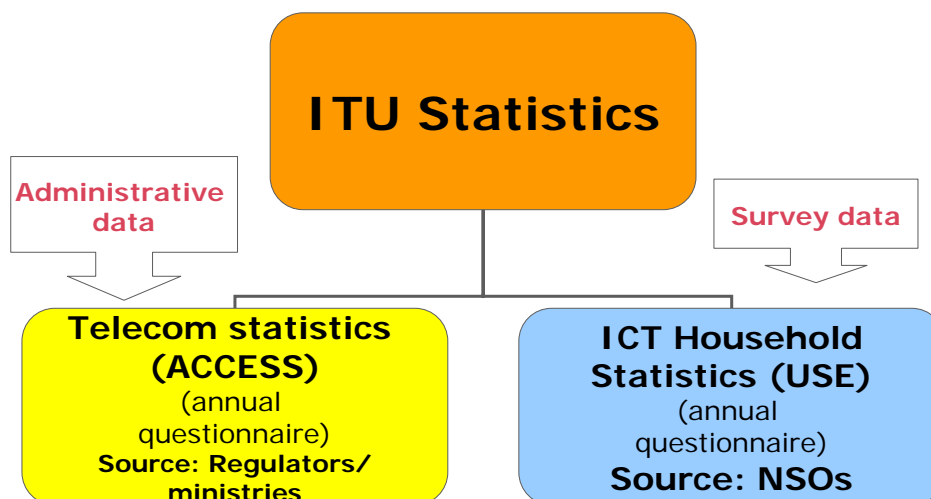 ITU Statistics
Administrative
data
Survey data
Telecom statistics
(ACCESS)
(annual
questionnaire)
Source: Regulators/
ministries
ICT Household
Statistics (USE)
(annual
questionnaire)
Source: NSOs